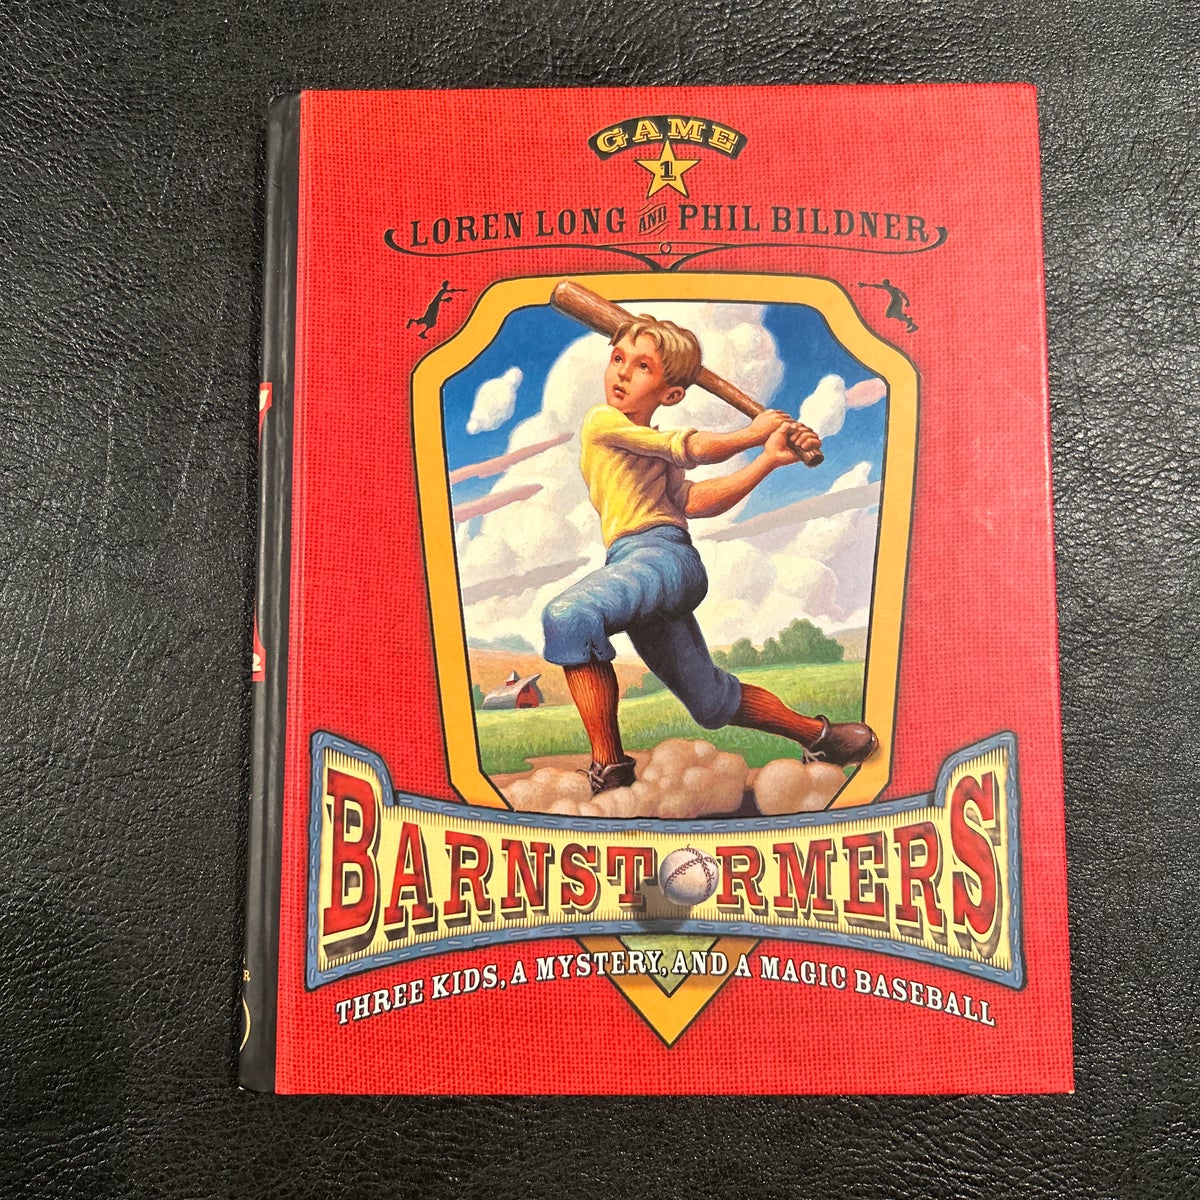 GAME
1
LOREN LONG AND PHIL BILDNER
BARNSTORMERS
THREE KIDS, A MYSTERY, AND A MAGIC BASEBALL